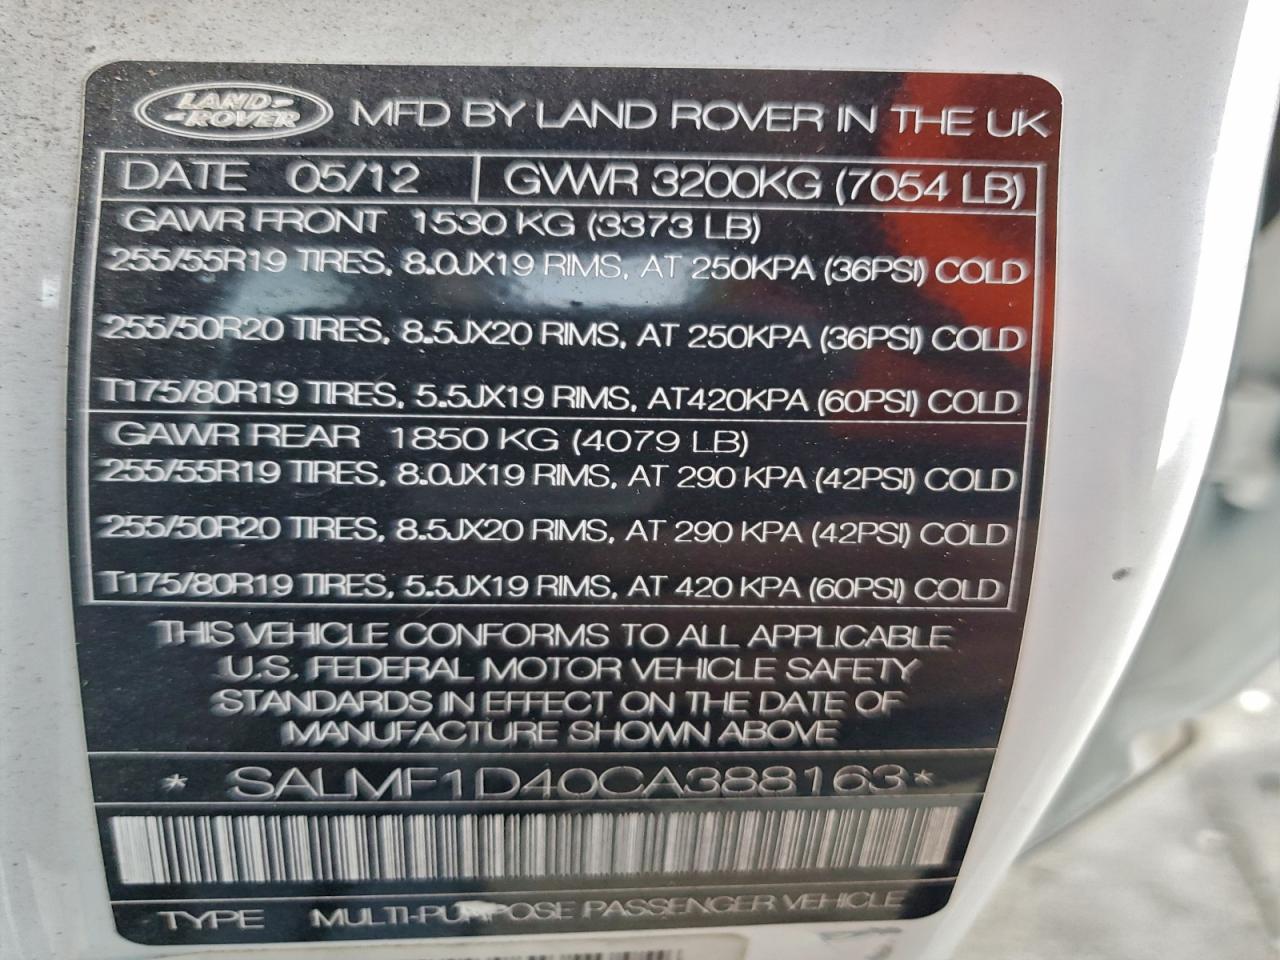 LAND ROVER MFD BY LAND ROVER IN THE UK
DATE 05/12 GVWR 3200KG (7054 LB)
GAWR FRONT 1530 KG (3373 LB)
255/55R19 TIRES, 8.0JX19 RIMS, AT 250KPA (36PSI) COLD
255/50R20 TIRES, 8.5JX20 RIMS, AT 250KPA (36PSI) COLD
T175/80R19 TIRES, 5.5JX19 RIMS, AT420KPA (60PSI) COLD
GAWR REAR 1850 KG (4079 LB)
255/55R19 TIRES, 8.0JX19 RIMS, AT 290 KPA (42PSI) COLD
255/50R20 TIRES, 8.5JX20 RIMS, AT 290 KPA (42PSI) COLD
T175/80R19 TIRES, 5.5JX19 RIMS, AT 420 KPA (60PSI) COLD
THIS VEHICLE CONFORMS TO ALL APPLICABLE
U.S. FEDERAL MOTOR VEHICLE SAFETY
STANDARDS IN EFFECT ON THE DATE OF
MANUFACTURE SHOWN ABOVE
* SALMF1D40CA388163*
TYPE MULTI-PURPOSE PASSENGER VEHICLE